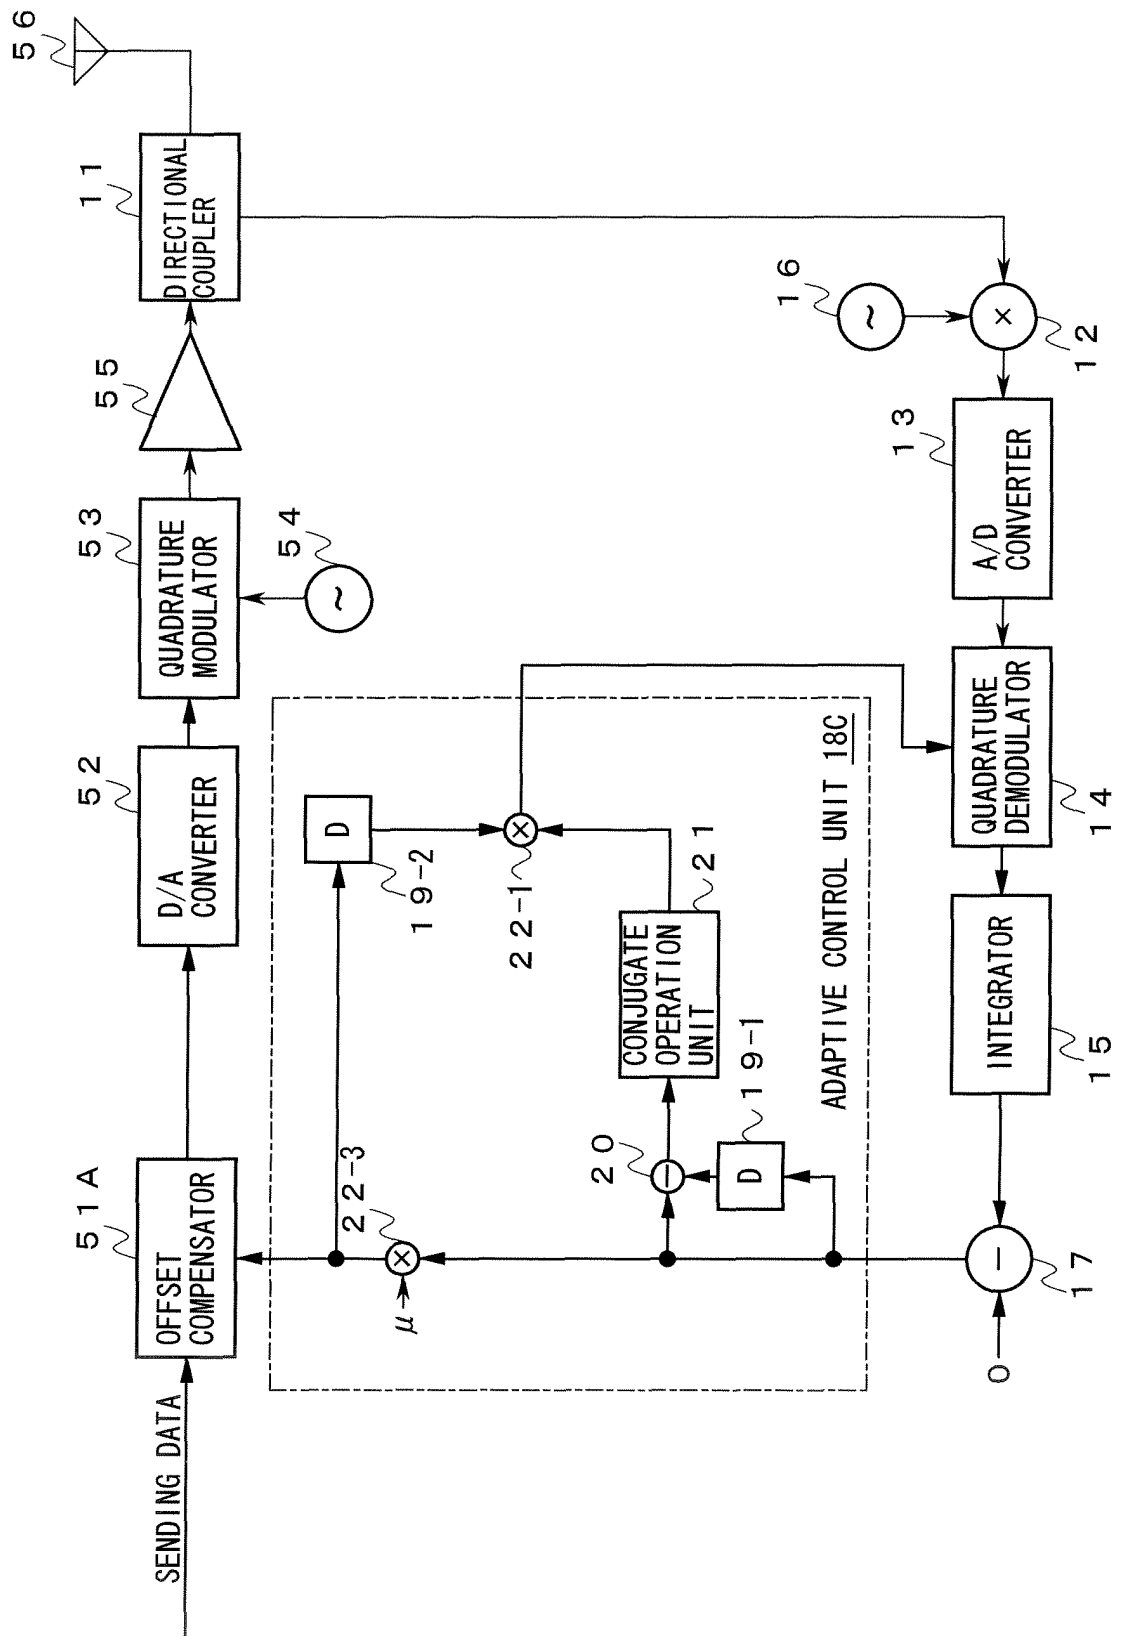 SENDING DATA
51A
OFFSET
COMPENSATOR
52
D/A
CONVERTER
53
QUADRATURE
MODULATOR
54
~
55
11
DIRECTIONAL
COUPLER
56
μ
×
22-3
D
19-2
×
22-1
20
−
D
19-1
CONJUGATE
OPERATION
UNIT
21
ADAPTIVE CONTROL UNIT 18C
16
~
×
12
13
A/D
CONVERTER
QUADRATURE
DEMODULATOR
14
INTEGRATOR
15
0
−
17